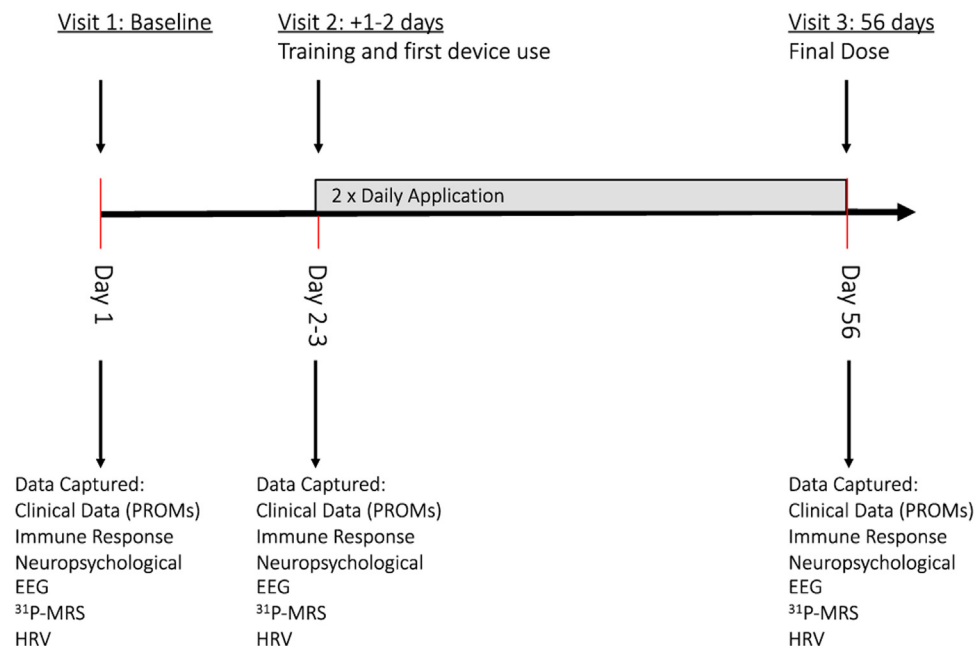 Visit 1: Baseline
Visit 2: +1-2 days
Training and first device use
Visit 3: 56 days
Final Dose
2 x Daily Application
Day 1
Day 2-3
Day 56
Data Captured:
Clinical Data (PROMs)
Immune Response
Neuropsychological
EEG
³¹P-MRS
HRV
Data Captured:
Clinical Data (PROMs)
Immune Response
Neuropsychological
EEG
³¹P-MRS
HRV
Data Captured:
Clinical Data (PROMs)
Immune Response
Neuropsychological
EEG
³¹P-MRS
HRV